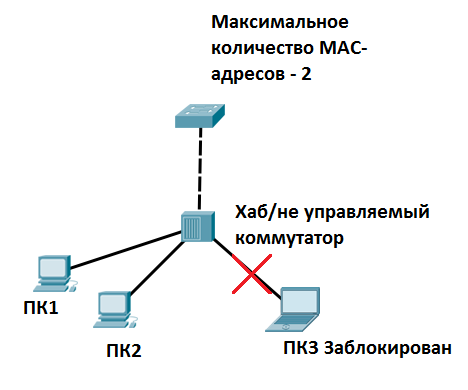 Максимальное
количество MAC-
адресов - 2
Хаб/не управляемый
коммутатор
ПК1
ПК2
ПК3 Заблокирован